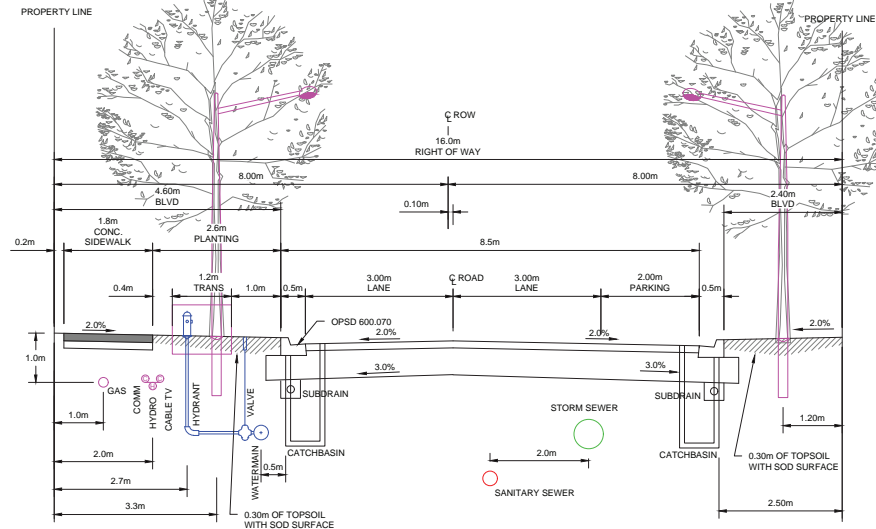 PROPERTY LINE
PROPERTY LINE
℄ ROW
16.0m
RIGHT OF WAY
8.00m
8.00m
4.60m
BLVD
2.40m
BLVD
0.10m
1.8m
CONC.
SIDEWALK
2.6m
PLANTING
0.2m
8.5m
0.4m
1.2m
TRANS
1.0m
0.5m
3.00m
LANE
℄ ROAD
3.00m
LANE
2.00m
PARKING
0.5m
OPSD 600.070
2.0%
2.0%
2.0%
2.0%
1.0m
3.0%
3.0%
GAS
COMM
HYDRO
CABLE TV
HYDRANT
VALVE
WATERMAIN
SUBDRAIN
SUBDRAIN
STORM SEWER
1.0m
1.20m
CATCHBASIN
CATCHBASIN
0.30m OF TOPSOIL
WITH SOD SURFACE
2.0m
0.5m
2.0m
2.7m
SANITARY SEWER
2.50m
3.3m
0.30m OF TOPSOIL
WITH SOD SURFACE